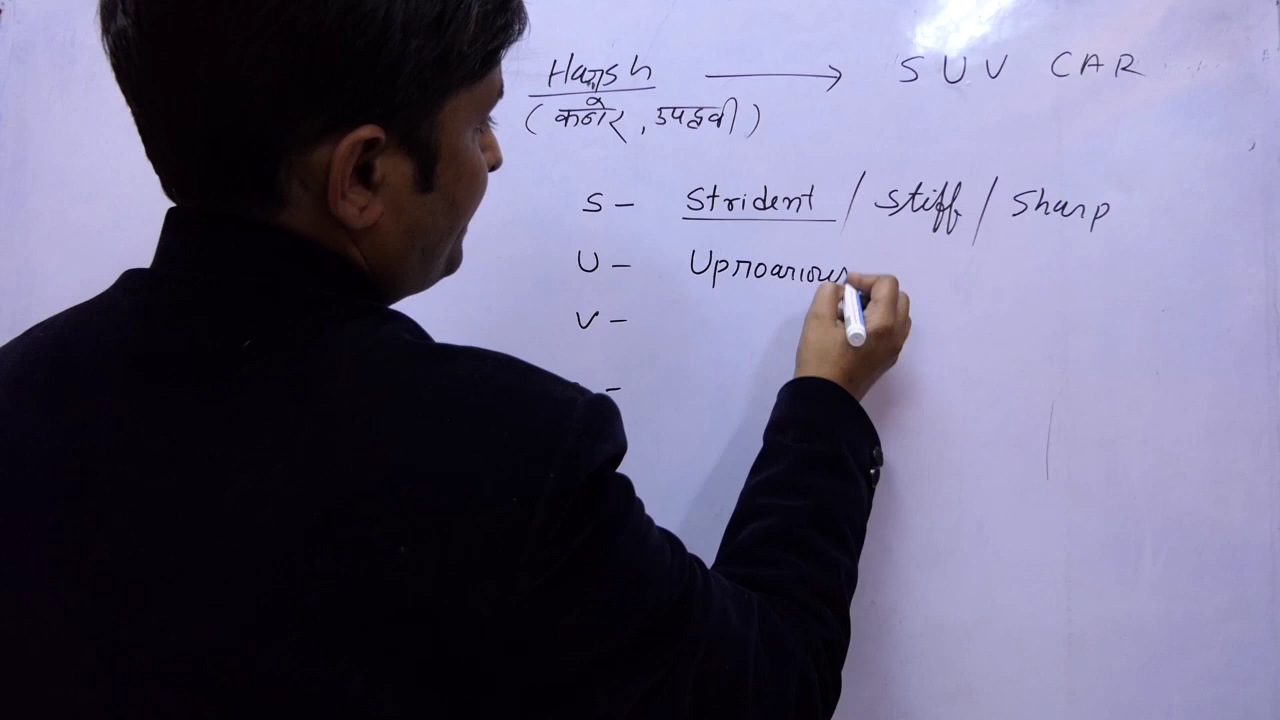 Harsh → SUV CAR
(कठोर, उपद्रवी)
S - Strident / Stiff / Sharp
U - Uproarious
V -
-